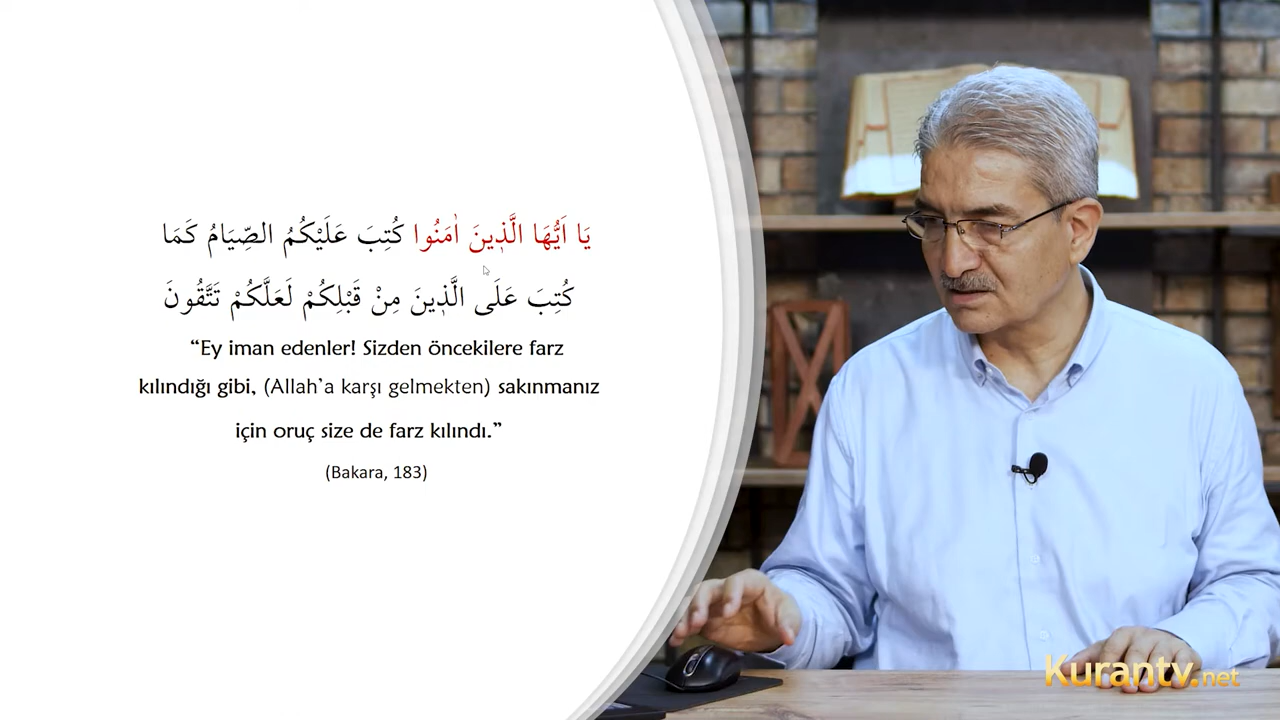 يَا اَيُّهَا الَّذ۪ينَ اٰمَنُوا كُتِبَ عَلَيْكُمُ الصِّيَامُ كَمَا
كُتِبَ عَلَى الَّذ۪ينَ مِنْ قَبْلِكُمْ لَعَلَّكُمْ تَتَّقُونَ
“Ey iman edenler! Sizden öncekilere farz
kılındığı gibi, (Allah’a karşı gelmekten) sakınmanız
için oruç size de farz kılındı.”
(Bakara, 183)
Kurantv.net